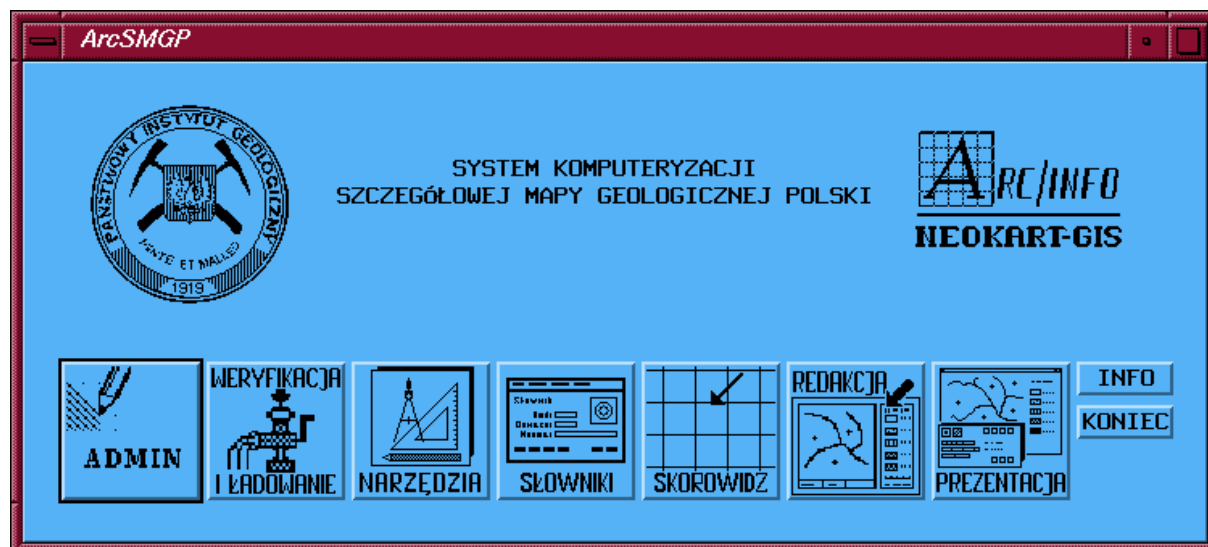 ArcSMGP
PAŃSTWOWY INSTYTUT GEOLOGICZNY
MENTE ET MALLEO
1919
SYSTEM KOMPUTERYZACJI
SZCZEGÓŁOWEJ MAPY GEOLOGICZNEJ POLSKI
ARC/INFO
NEOKART-GIS
ADMIN
WERYFIKACJA
I ŁADOWANIE
NARZĘDZIA
Słownik
SŁOWNIKI
SKOROWIDZ
REDAKCJA
PREZENTACJA
INFO
KONIEC